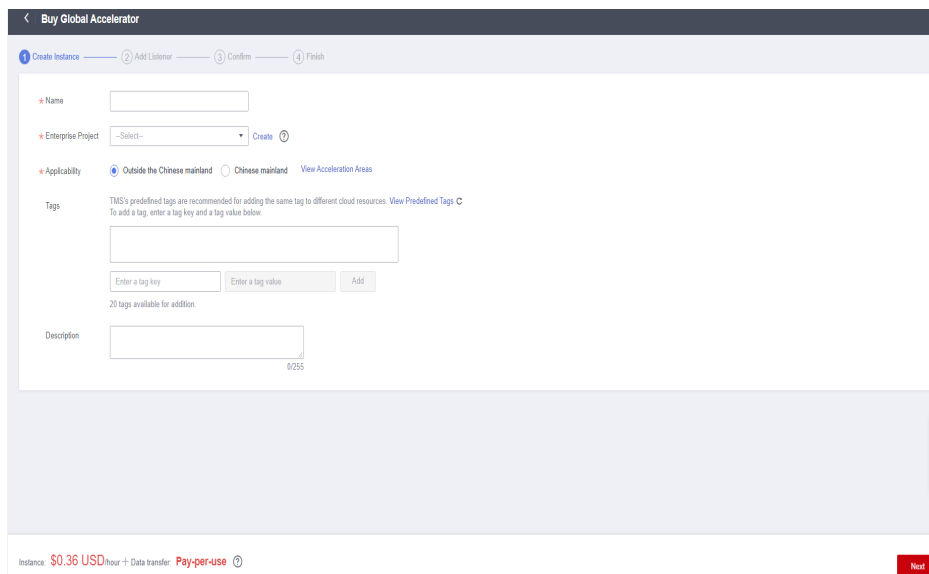 Buy Global Accelerator
1 Create Instance 2 Add Listener 3 Confirm 4 Finish
* Name
* Enterprise Project --Select-- Create ?
* Applicability Outside the Chinese mainland Chinese mainland View Acceleration Areas
Tags TMS's predefined tags are recommended for adding the same tag to different cloud resources. View Predefined Tags
To add a tag, enter a tag key and a tag value below.
Enter a tag key Enter a tag value Add
20 tags available for addition.
Description
0/255
Instance: $0.36 USD/hour + Data transfer: Pay-per-use ? Next